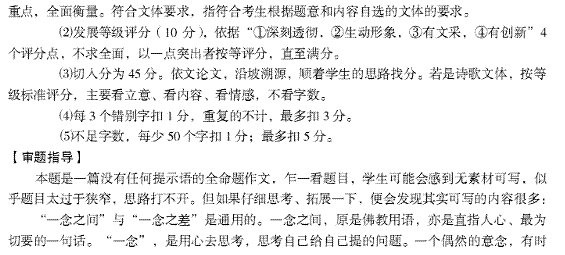 重点，全面衡量。符合文体要求，指符合考生根据题意和内容自选的文体的要求。
⑵发展等级评分（10 分），依据“①深刻透彻，②生动形象，③有文采，④有创新”4
个评分点，不求全面，以一点突出者按等评分，直至满分。
⑶切入分为 45 分。依文论文，沿坡溯源，顺着学生的思路找分。若是诗歌文体，按等
级标准评分，主要看立意、看内容、看情感，不看字数。
⑷每 3 个错别字扣 1 分，重复的不计，最多扣 3 分。
⑸不足字数，每少 50 个字扣 1 分；最多扣 5 分。
【审题指导】
本题是一篇没有任何提示语的全命题作文，乍一看题目，学生可能会感到无素材可写，似
乎题目太过于狭窄，思路打不开。但如果仔细思考、拓展一下，便会发现其实可写的内容很多：
“一念之间”与“一念之差”是通用的。一念之间，原是佛教用语，亦是直指人心、最为
切要的一句话。“一念”，是用心去思考，思考自己给自己提的问题。一个偶然的意念，有时